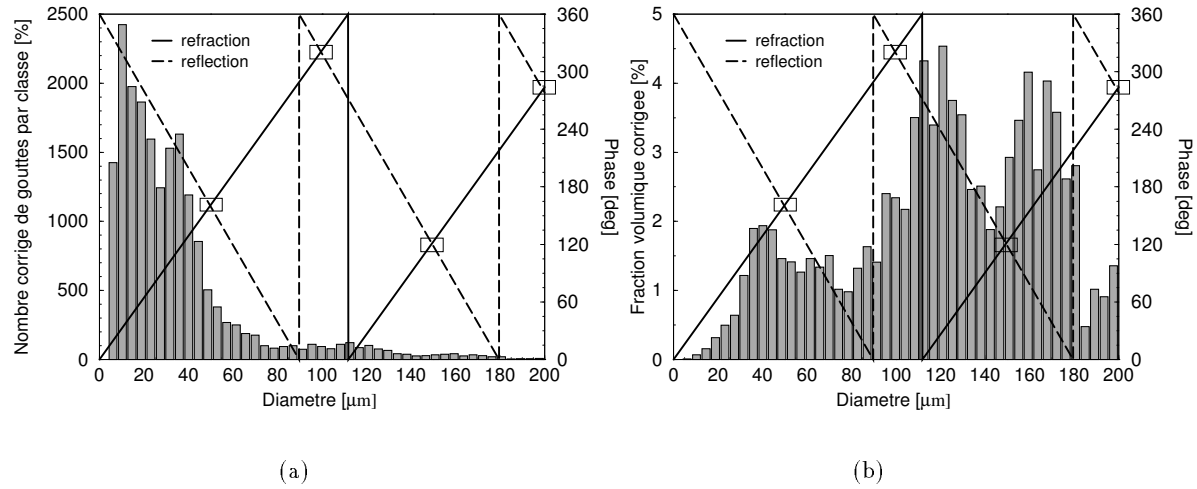 Nombre corrige de gouttes par classe [%]
2500
2000
1500
1000
500
0
refraction
reflection
360
300
240
180
120
60
0
Phase [deg]
0 20 40 60 80 100 120 140 160 180 200
Diametre [μm]
(a)
Fraction volumique corrigee [%]
5
4
3
2
1
0
refraction
reflection
360
300
240
180
120
60
0
Phase [deg]
0 20 40 60 80 100 120 140 160 180 200
Diametre [μm]
(b)